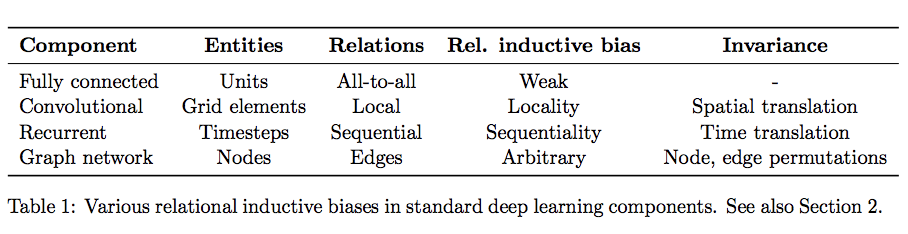 Component Entities Relations Rel. inductive bias Invariance
Fully connected Units All-to-all Weak -
Convolutional Grid elements Local Locality Spatial translation
Recurrent Timesteps Sequential Sequentiality Time translation
Graph network Nodes Edges Arbitrary Node, edge permutations
Table 1: Various relational inductive biases in standard deep learning components. See also Section 2.